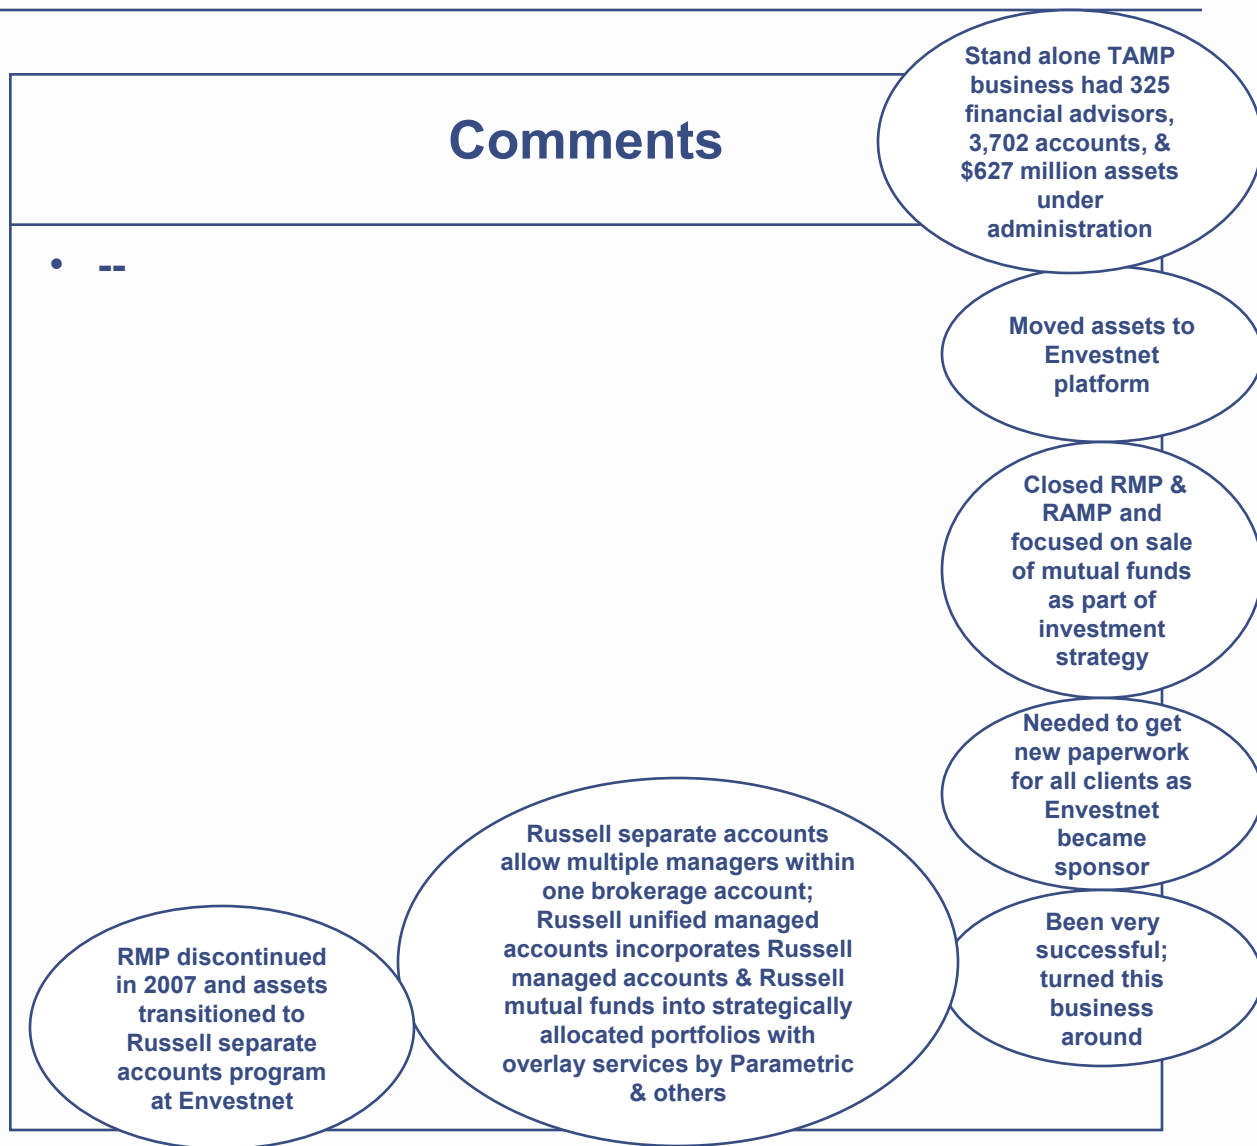 Comments
• --
Stand alone TAMP
business had 325
financial advisors,
3,702 accounts, &
$627 million assets
under
administration
Moved assets to
Envestnet
platform
Closed RMP &
RAMP and
focused on sale
of mutual funds
as part of
investment
strategy
Needed to get
new paperwork
for all clients as
Envestnet
became
sponsor
Been very
successful;
turned this
business
around
Russell separate accounts
allow multiple managers within
one brokerage account;
Russell unified managed
accounts incorporates Russell
managed accounts & Russell
mutual funds into strategically
allocated portfolios with
overlay services by Parametric
& others
RMP discontinued
in 2007 and assets
transitioned to
Russell separate
accounts program
at Envestnet